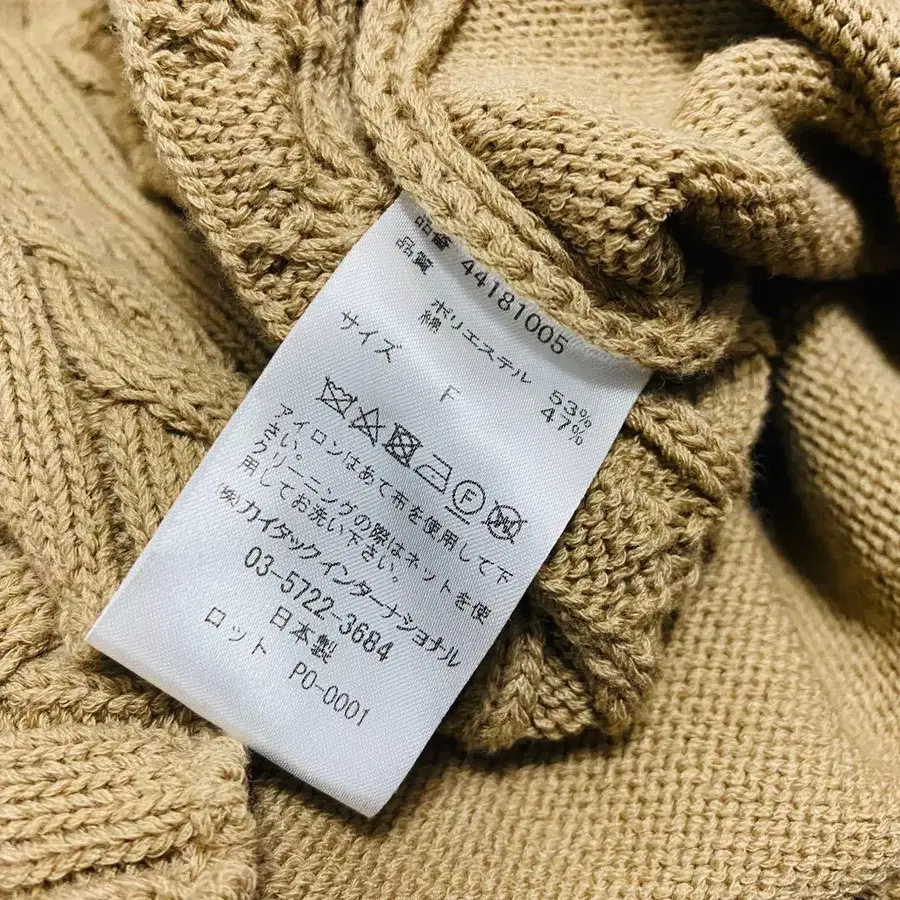 品番 44181005
品質
ポリエステル 53%
綿 47%
サイズ F
アイロンはあて布を使用して下
さい。
クリーニングの際はネットを使
用してお洗い下さい。
(株)カイタックインターナショナル
03-5722-3684
日本製
ロット P0-0001